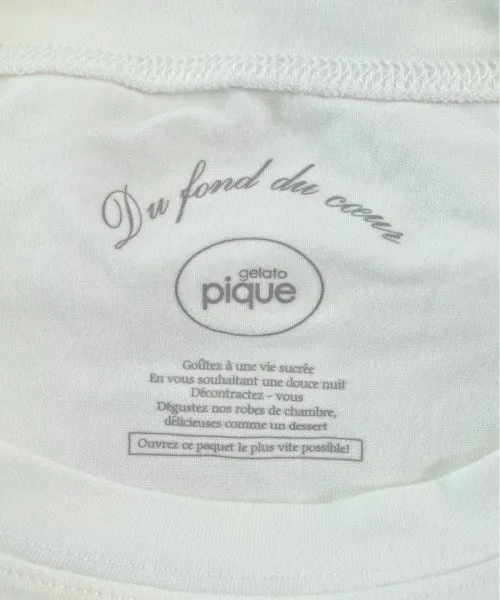 Du fond du cœur
gelato
pique
Goûtez à une vie sucrée
En vous souhaitant une douce nuit
Décontractez - vous
Dégustez nos robes de chambre,
délicieuses comme un dessert
Ouvrez ce paquet le plus vite possible!